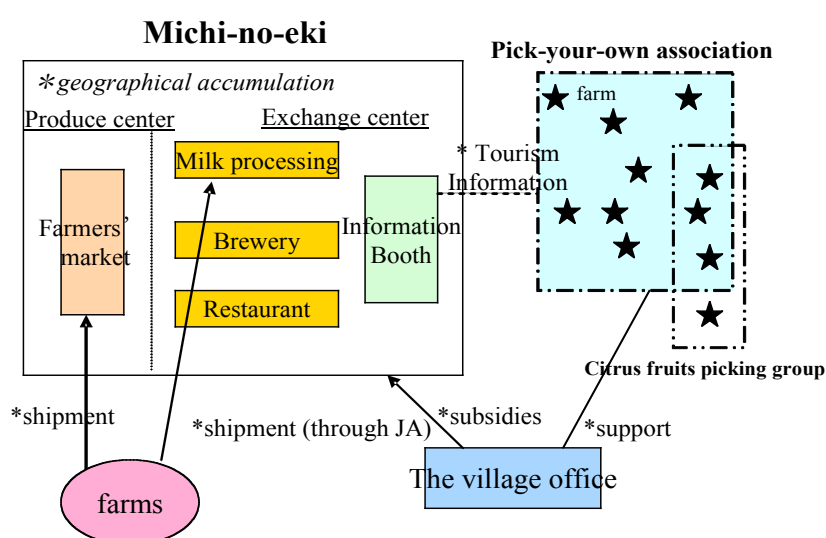 Michi-no-eki
Pick-your-own association
*geographical accumulation
farm
Produce center
Exchange center
Milk processing
* Tourism
Information
Farmers’
market
Information
Booth
Brewery
Restaurant
Citrus fruits picking group
*shipment
*shipment (through JA)
*subsidies
*support
The village office
farms